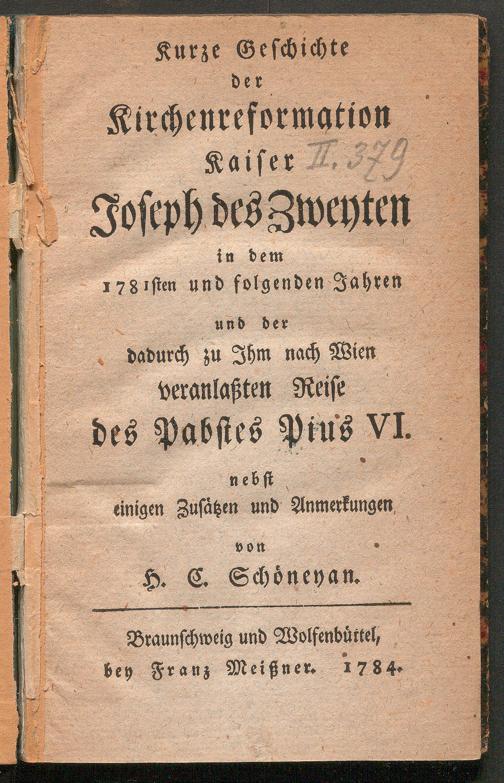 Kurze Geschichte
der
Kirchenreformation
Kaiser II. 379
Joseph des Zweyten
in dem
1781sten und folgenden Jahren
und der
dadurch zu Ihm nach Wien
veranlaßten Reise
des Pabstes Pius VI.
nebst
einigen Zusätzen und Anmerkungen
von
H. C. Schöneyan.
Braunschweig und Wolfenbüttel,
bey Franz Meißner. 1784.